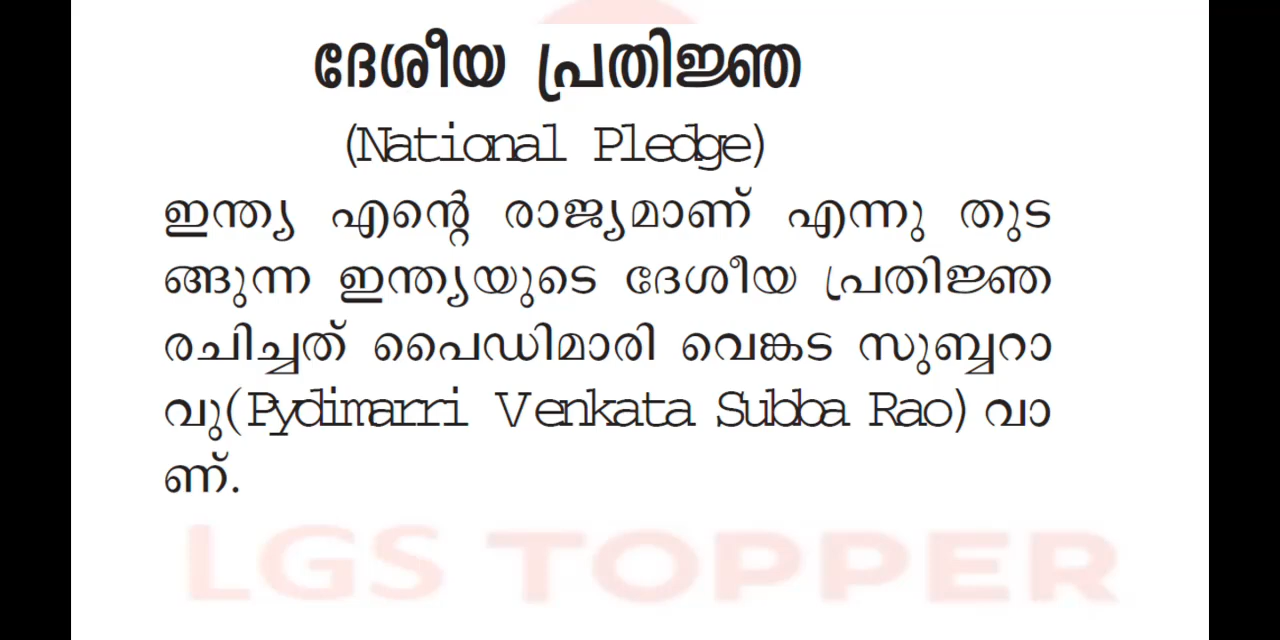 ദേശീയ പ്രതിജ്ഞ
(National Pledge)
ഇന്ത്യ എന്റെ രാജ്യമാണ് എന്നു തുട
ങ്ങുന്ന ഇന്ത്യയുടെ ദേശീയ പ്രതിജ്ഞ
രചിച്ചത് പൈഡിമാരി വെങ്കട സുബ്ബറാ
വു(Pydimarri Venkata Subba Rao) വാ
ണ്.
LGS TOPPER